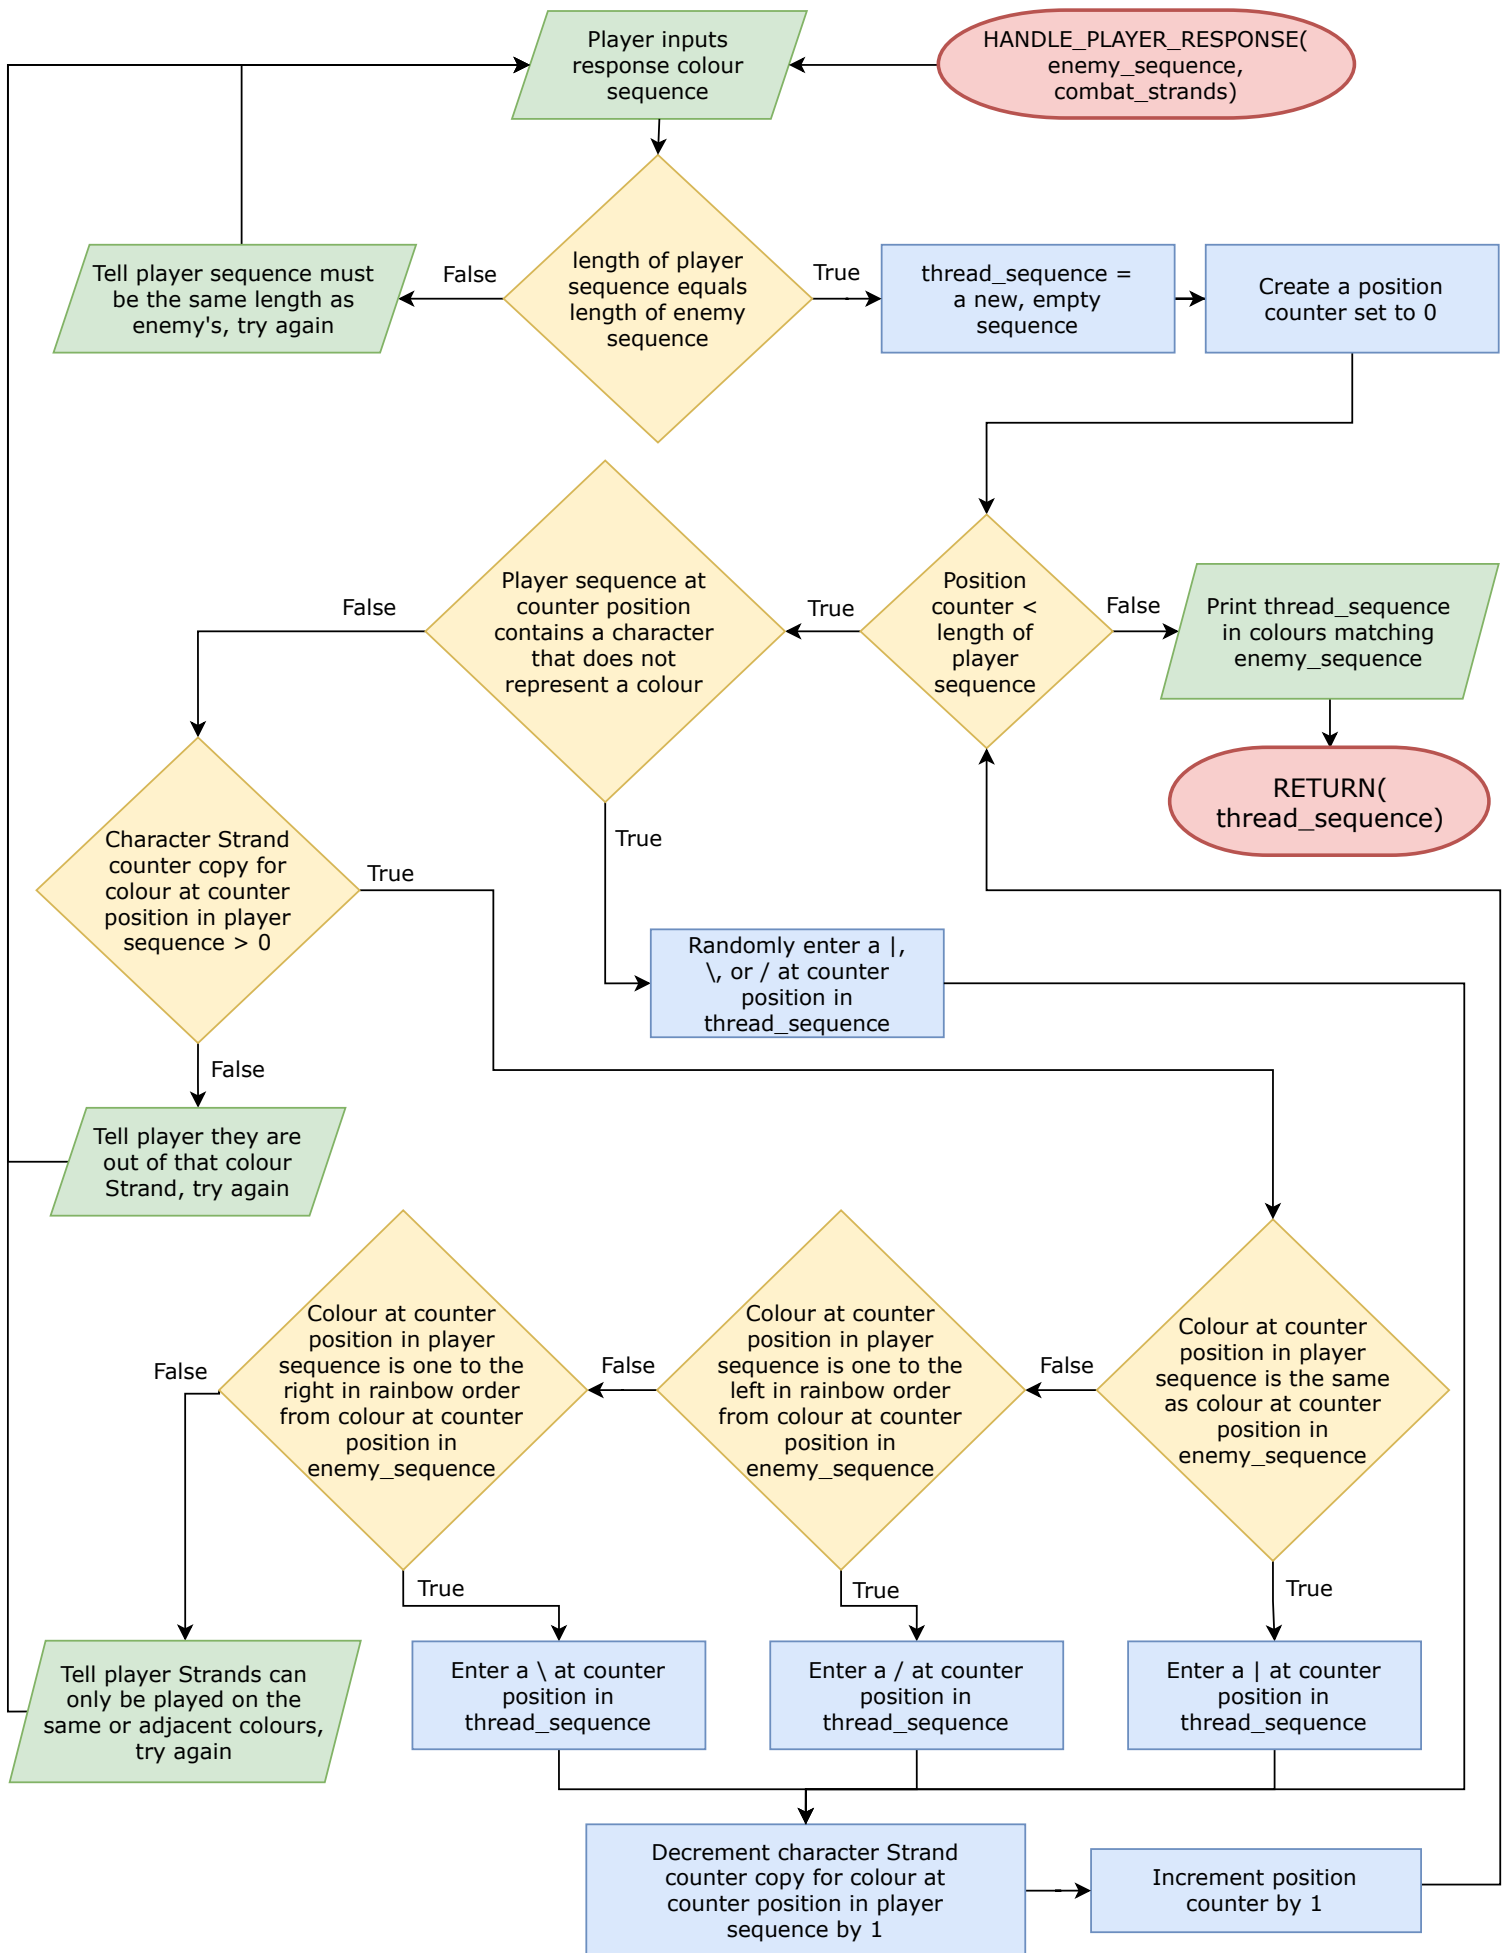 Player inputs
response colour
sequence
HANDLE_PLAYER_RESPONSE(
enemy_sequence,
combat_strands)
Tell player sequence must
be the same length as
enemy's, try again
False
length of player
sequence equals
length of enemy
sequence
True
thread_sequence =
a new, empty
sequence
Create a position
counter set to 0
False
Player sequence at
counter position
contains a character
that does not
represent a colour
True
Position
counter <
length of
player
sequence
False
Print thread_sequence
in colours matching
enemy_sequence
RETURN(
thread_sequence)
True
Character Strand
counter copy for
colour at counter
position in player
sequence > 0
True
Randomly enter a |,
\, or / at counter
position in
thread_sequence
False
Tell player they are
out of that colour
Strand, try again
False
Colour at counter
position in player
sequence is one to the
right in rainbow order
from colour at counter
position in
enemy_sequence
False
Colour at counter
position in player
sequence is one to the
left in rainbow order
from colour at counter
position in
enemy_sequence
False
Colour at counter
position in player
sequence is the same
as colour at counter
position in
enemy_sequence
True
True
True
Tell player Strands can
only be played on the
same or adjacent colours,
try again
Enter a \ at counter
position in
thread_sequence
Enter a / at counter
position in
thread_sequence
Enter a | at counter
position in
thread_sequence
Decrement character Strand
counter copy for colour at
counter position in player
sequence by 1
Increment position
counter by 1